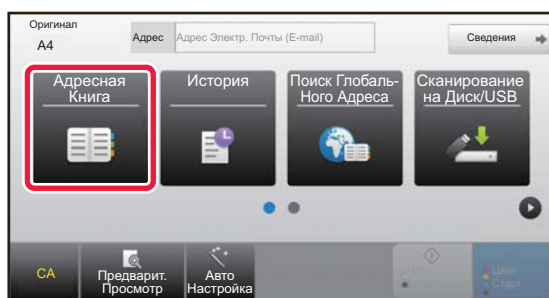 Оригинал
A4
Адрес
Адрес Электр. Почты (E-mail)
Сведения
Адресная
Книга
История
Поиск Глобаль-
Ного Адреса
Сканирование
на Диск/USB
CA
Предварит.
Просмотр
Авто
Настройка
Ч/Б
Старт
Цвет
Старт